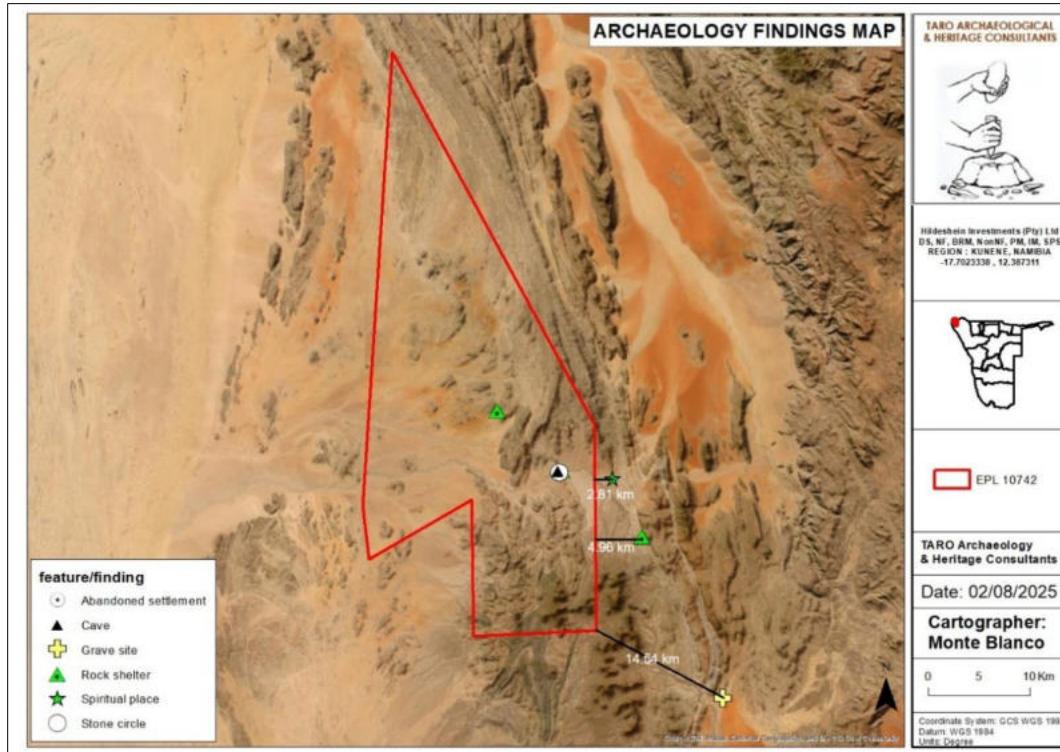 ARCHAEOLOGY FINDINGS MAP
2.81 km
4.96 km
14.64 km
feature/finding
Abandoned settlement
Cave
Grave site
Rock shelter
Spiritual place
Stone circle
TARO ARCHAEOLOGICAL
& HERITAGE CONSULTANTS
Hildeshein Investments (Pty) Ltd
DS, NF, BRM, NonNF, PM, IM, SPS
REGION : KUNENE, NAMIBIA
-17.7023338 , 12.387311
EPL 10742
TARO Archaeology
& Heritage Consultants
Date: 02/08/2025
Cartographer:
Monte Blanco
0 5 10 Km
Coordinate System: GCS WGS 198
Datum: WGS 1984
Units: Degree